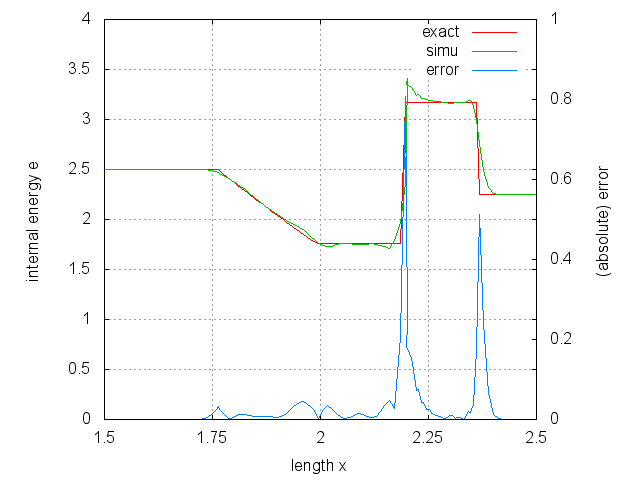 4
3.5
3
2.5
2
1.5
1
0.5
0
1
0.8
0.6
0.4
0.2
0
exact
simu
error
internal energy e
(absolute) error
1.5 1.75 2 2.25 2.5
length x